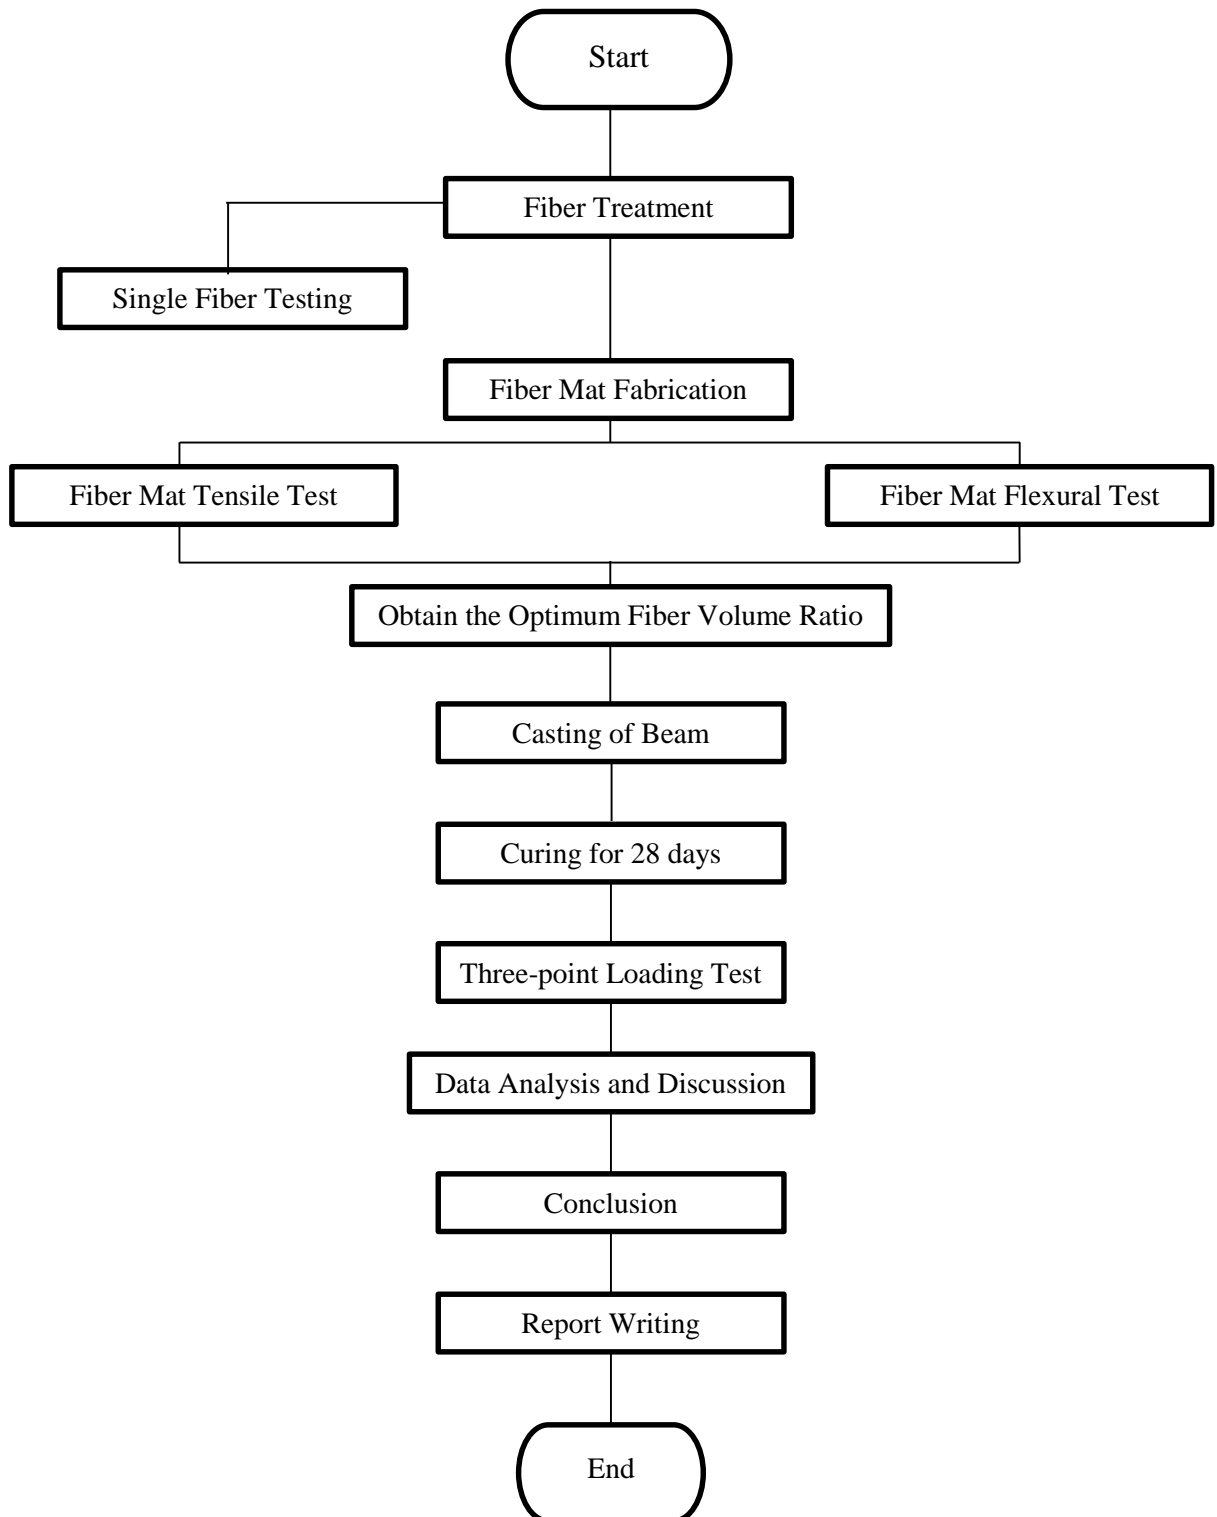 Start
Fiber Treatment
Single Fiber Testing
Fiber Mat Fabrication
Fiber Mat Tensile Test
Fiber Mat Flexural Test
Obtain the Optimum Fiber Volume Ratio
Casting of Beam
Curing for 28 days
Three-point Loading Test
Data Analysis and Discussion
Conclusion
Report Writing
End